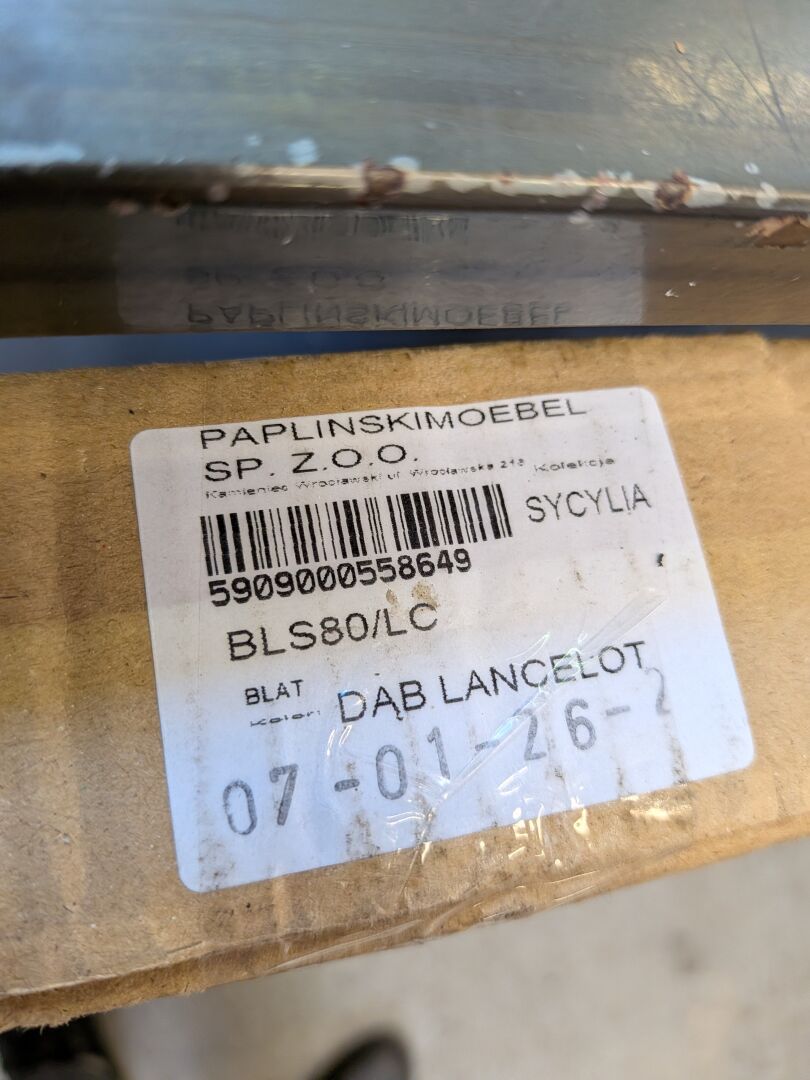 PAPLINSKIMOEBEL
SP. Z.O.O.
Kamieniec Wrocławski ul. Wrocławska Kolekcja
SYCYLIA
5909000558649
BLS80/LC
BLAT
DĄB LANCELOT
Kolor:
07-01-26-2
PAPLINSKIMOEBEL